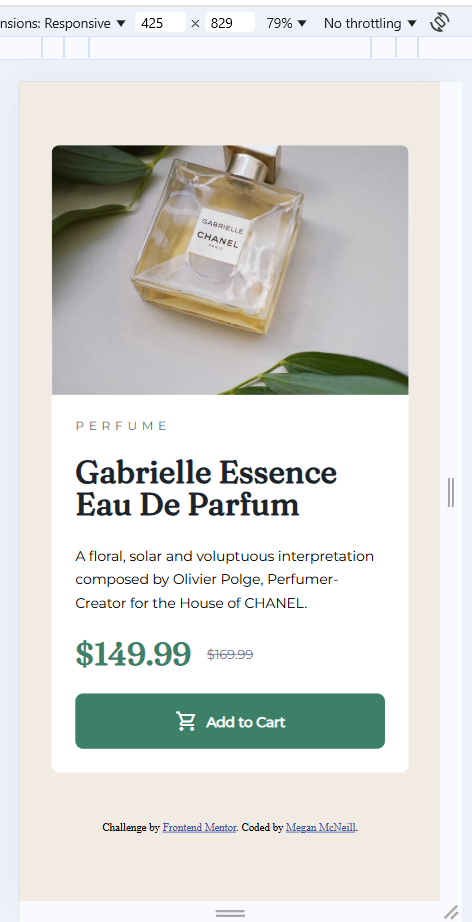 nsions: Responsive ▼ 425 × 829 79% ▼ No throttling ▼
GABRIELLE
CHANEL
PARIS
PERFUME
Gabrielle Essence
Eau De Parfum
A floral, solar and voluptuous interpretation
composed by Olivier Polge, Perfumer-
Creator for the House of CHANEL.
$149.99 $169.99
Add to Cart
Challenge by Frontend Mentor. Coded by Megan McNeill.